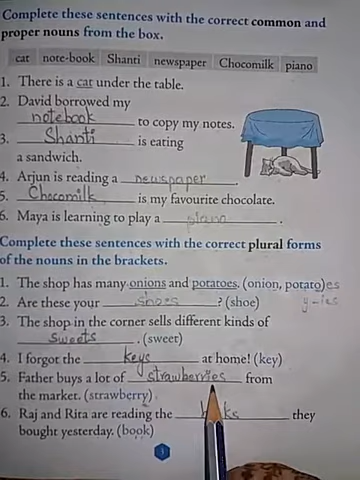 Complete these sentences with the correct common and
proper nouns from the box.
cat note-book Shanti newspaper Chocomilk piano
1. There is a cat under the table.
2. David borrowed my
notebook to copy my notes.
3. Shanti is eating
a sandwich.
4. Arjun is reading a newspaper.
5. Chocomilk is my favourite chocolate.
6. Maya is learning to play a piano.
Complete these sentences with the correct plural forms
of the nouns in the brackets.
1. The shop has many onions and potatoes. (onion, potato)es
2. Are these your shoes? (shoe) y-ies
3. The shop in the corner sells different kinds of
sweets. (sweet)
4. I forgot the keys at home! (key)
5. Father buys a lot of strawberries from
the market. (strawberry)
6. Raj and Rita are reading the they
bought yesterday. (book)